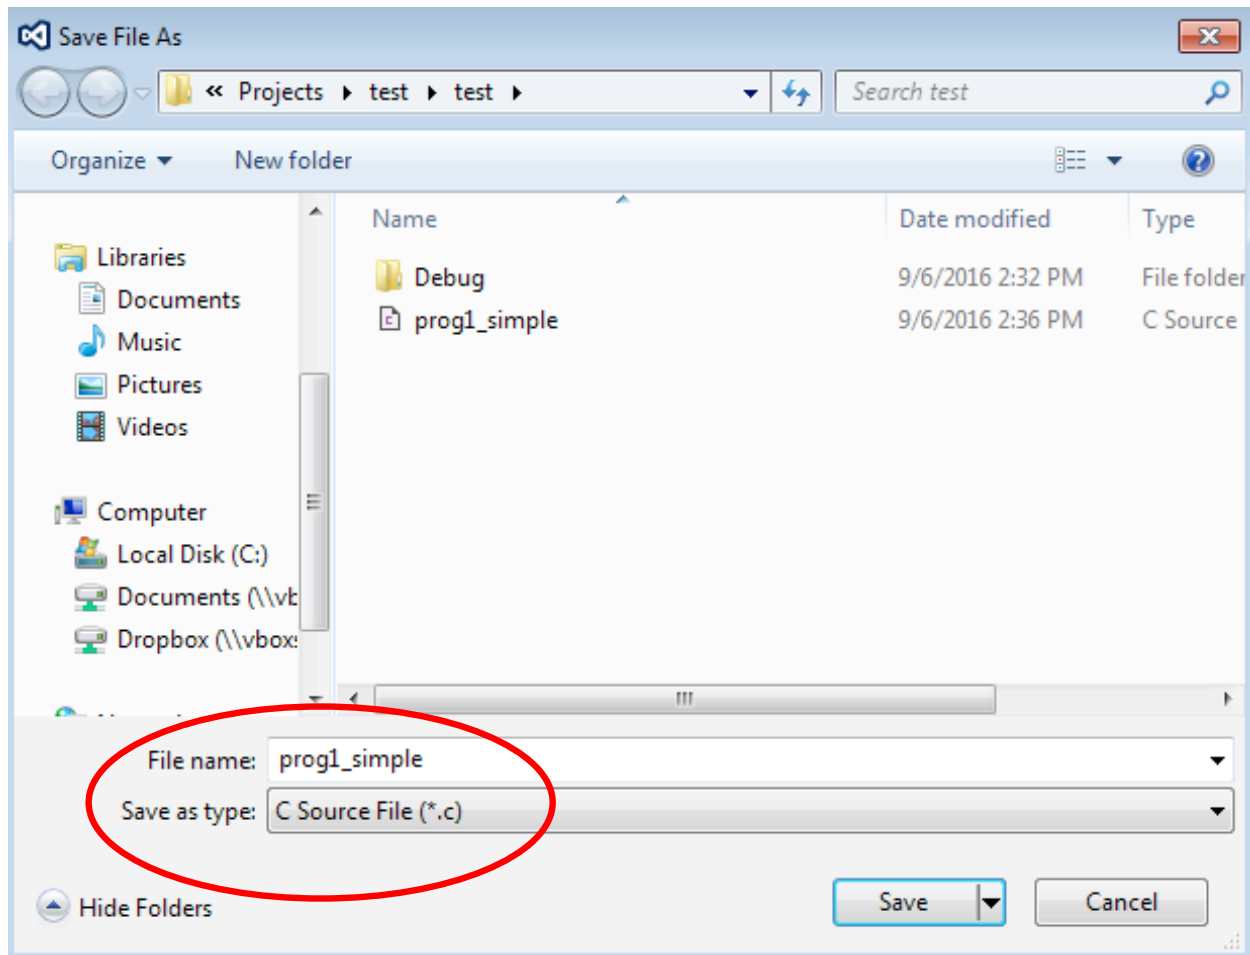 Save File As
« Projects test test
Search test
Organize New folder
Name Date modified Type
Libraries
Documents
Music
Pictures
Videos
Computer
Local Disk (C:)
Documents (\\vb
Dropbox (\\vbox
Debug 9/6/2016 2:32 PM File folder
prog1_simple 9/6/2016 2:36 PM C Source
File name: prog1_simple
Save as type: C Source File (*.c)
Hide Folders
Save Cancel